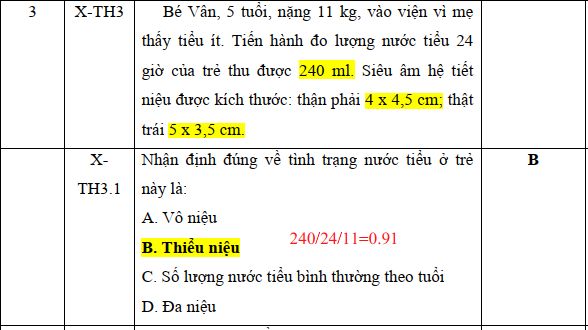 3 X-TH3 Bé Vân, 5 tuổi, nặng 11 kg, vào viện vì mẹ
thấy tiểu ít. Tiến hành đo lượng nước tiểu 24
giờ của trẻ thu được 240 ml. Siêu âm hệ tiết
niệu được kích thước: thận phải 4 x 4,5 cm; thật
trái 5 x 3,5 cm.
X- Nhận định đúng về tình trạng nước tiểu ở trẻ B
TH3.1 này là:
A. Vô niệu
B. Thiểu niệu 240/24/11=0.91
C. Số lượng nước tiểu bình thường theo tuổi
D. Đa niệu